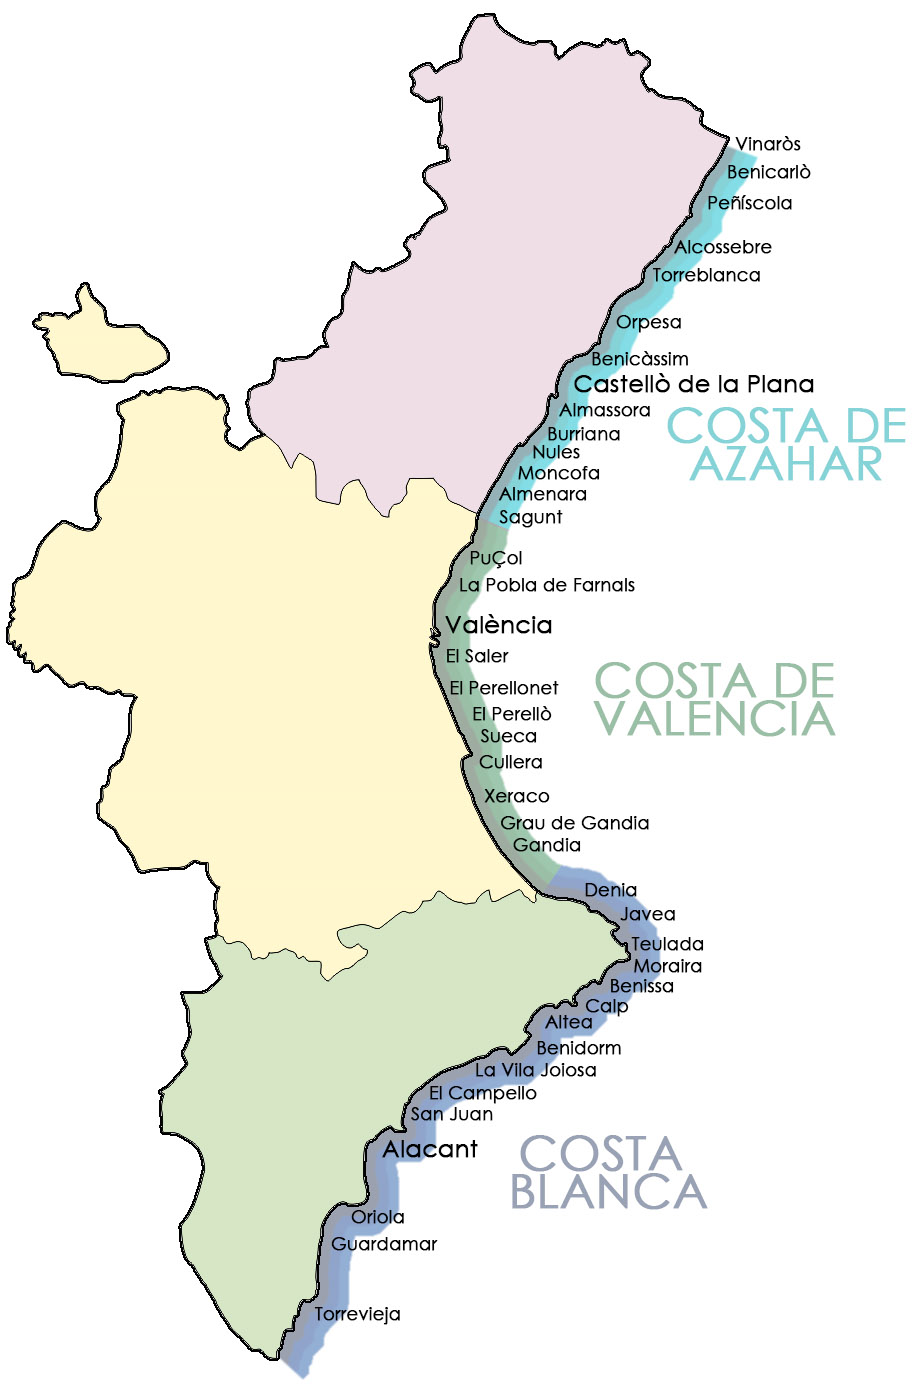 Vinaròs
Benicarlò
Peñíscola
Alcossebre
Torreblanca
Orpesa
Benicàssim
Castellò de la Plana
Almassora
COSTA DE
AZAHAR
Burriana
Nules
Moncofa
Almenara
Sagunt
PuÇol
La Pobla de Farnals
València
El Saler
COSTA DE
VALENCIA
El Perellonet
El Perellò
Sueca
Cullera
Xeraco
Grau de Gandia
Gandia
Denia
Javea
Teulada
Moraira
Benissa
Calp
Altea
Benidorm
La Vila Joiosa
El Campello
San Juan
Alacant
COSTA
BLANCA
Oriola
Guardamar
Torrevieja